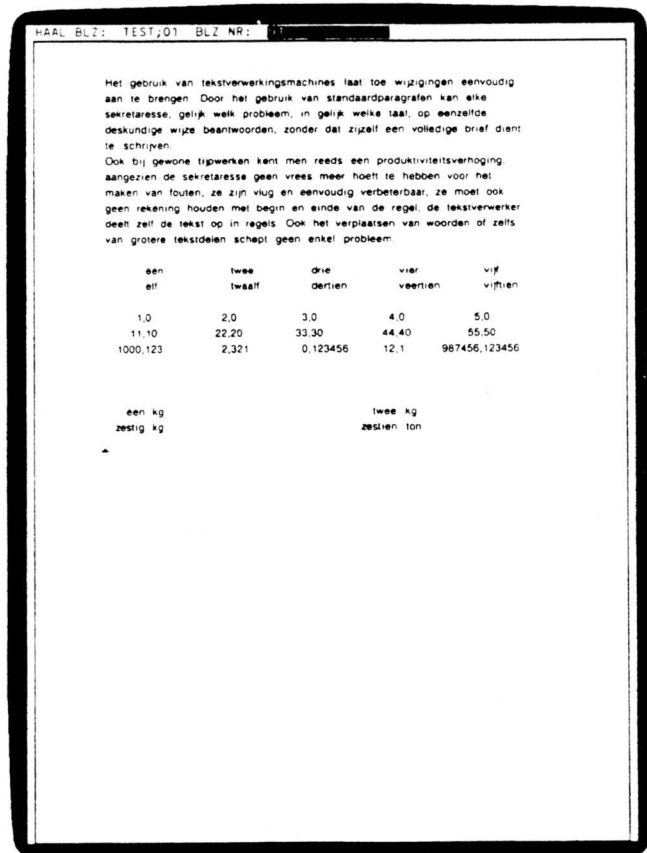 HAAL BLZ: TEST;01 BLZ NR:
Het gebruik van tekstverwerkingsmachines laat toe wijzigingen eenvoudig
aan te brengen. Door het gebruik van standaardparagrafen kan elke
sekretaresse, gelijk welk probleem, in gelijk welke taal, op eenzelfde
deskundige wijze beantwoorden, zonder dat zijzelf een volledige brief dient
te schrijven.
Ook bij gewone tijpwerken kent men reeds een produktiviteitsverhoging.
aangezien de sekretaresse geen vrees meer hoeft te hebben voor het
maken van fouten, ze zijn vlug en eenvoudig verbeterbaar, ze moet ook
geen rekening houden met begin en einde van de regel, de tekstverwerker
deelt zelf de tekst op in regels. Ook het verplaatsen van woorden of zelfs
van grotere tekstdelen schept geen enkel probleem.
een twee drie vier vijf
elf twaalf dertien veertien vijftien
1,0 2,0 3,0 4,0 5,0
11,10 22,20 33,30 44,40 55,50
1000,123 2,321 0,123456 12,1 987456,123456
een kg twee kg
zestig kg zestien ton